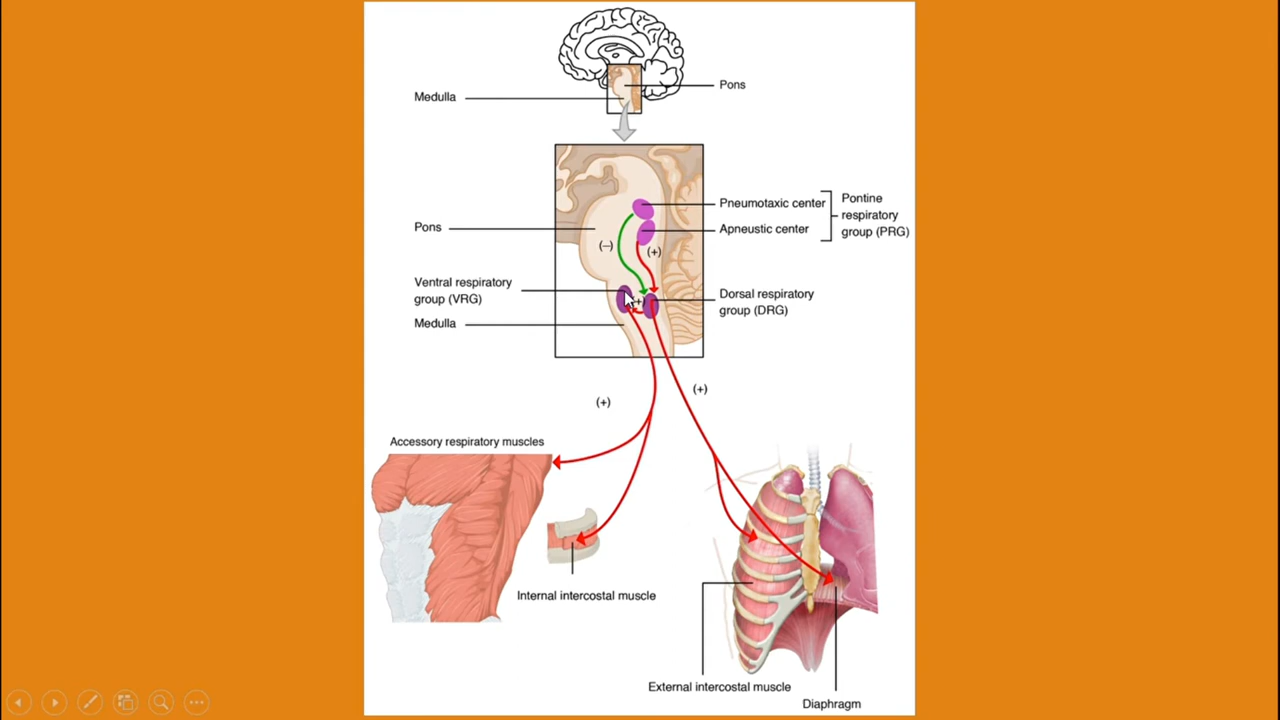 Pons
Medulla
Pneumotaxic center
Pontine
respiratory
group (PRG)
Apneustic center
Pons
(–)
(+)
Ventral respiratory
group (VRG)
Dorsal respiratory
group (DRG)
(+)
Medulla
(+)
(+)
Accessory respiratory muscles
Internal intercostal muscle
External intercostal muscle
Diaphragm